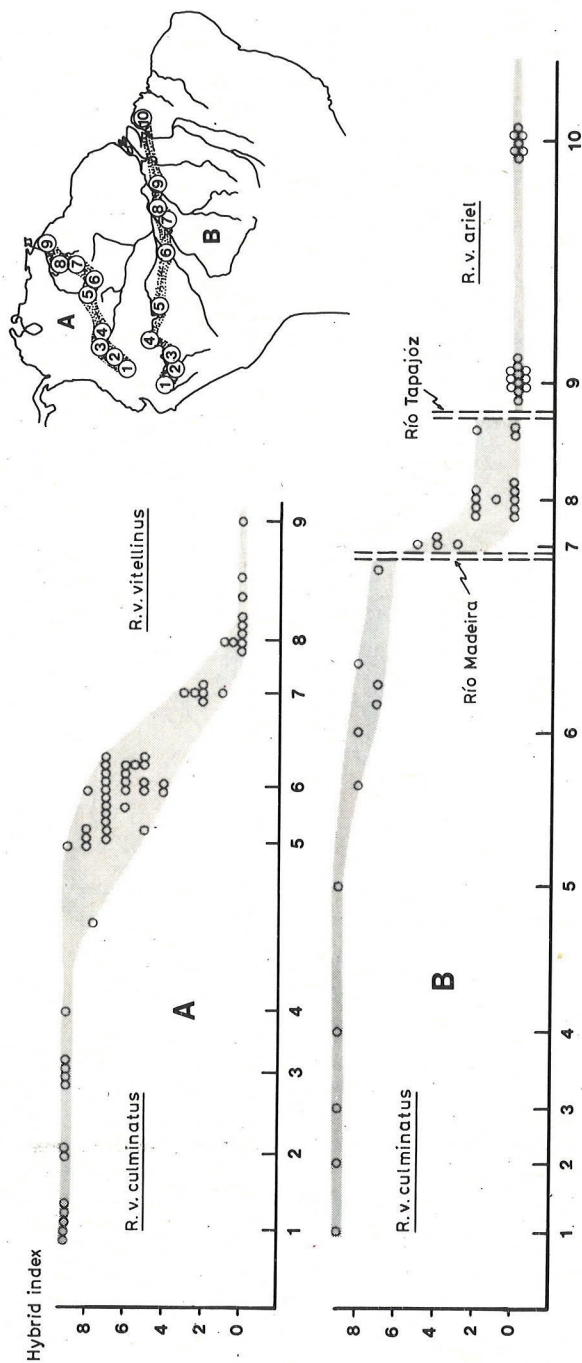 Hybrid index
8
6
4
2
0
R. v. culminatus
A
R.v. vitellinus
1 2 3 4 5 6 7 8 9
A
1 2 3 4 5 6 7 8 9
B
1 2 3 4 5 6 7 8 9 10
8
6
4
2
0
R. v. culminatus
B
Río Madeira
Río Tapajóz
R. v. ariel
1 2 3 4 5 6 7 8 9 10